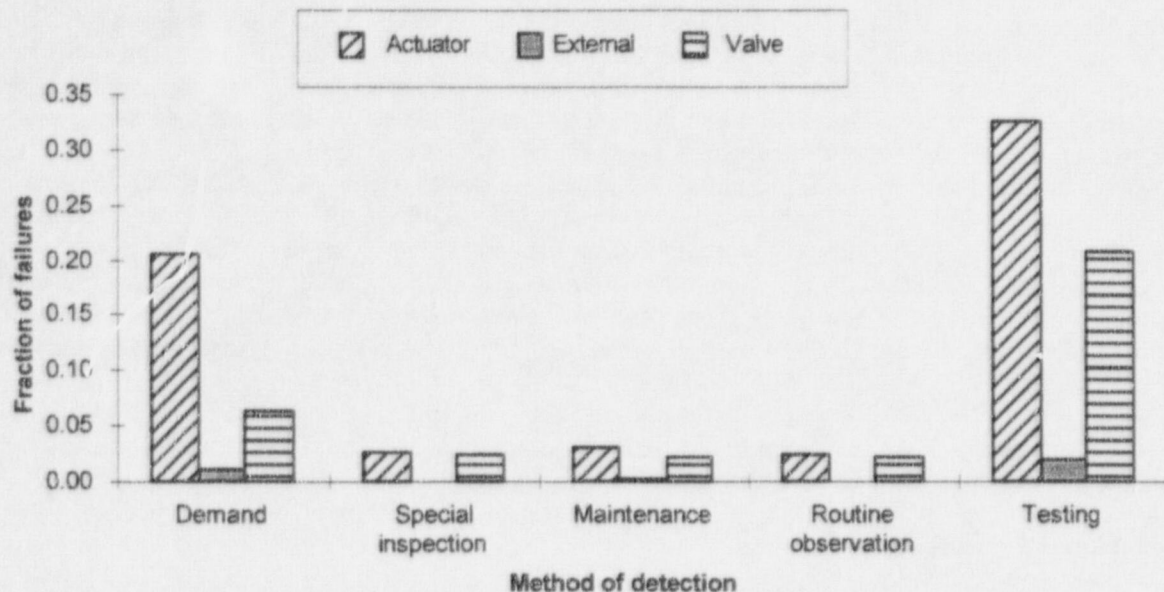 Actuator External Valve
0.35
0.30
0.25
0.20
0.15
0.10
0.05
0.00
Fraction of failures
Demand Special inspection Maintenance Routine observation Testing
Method of detection